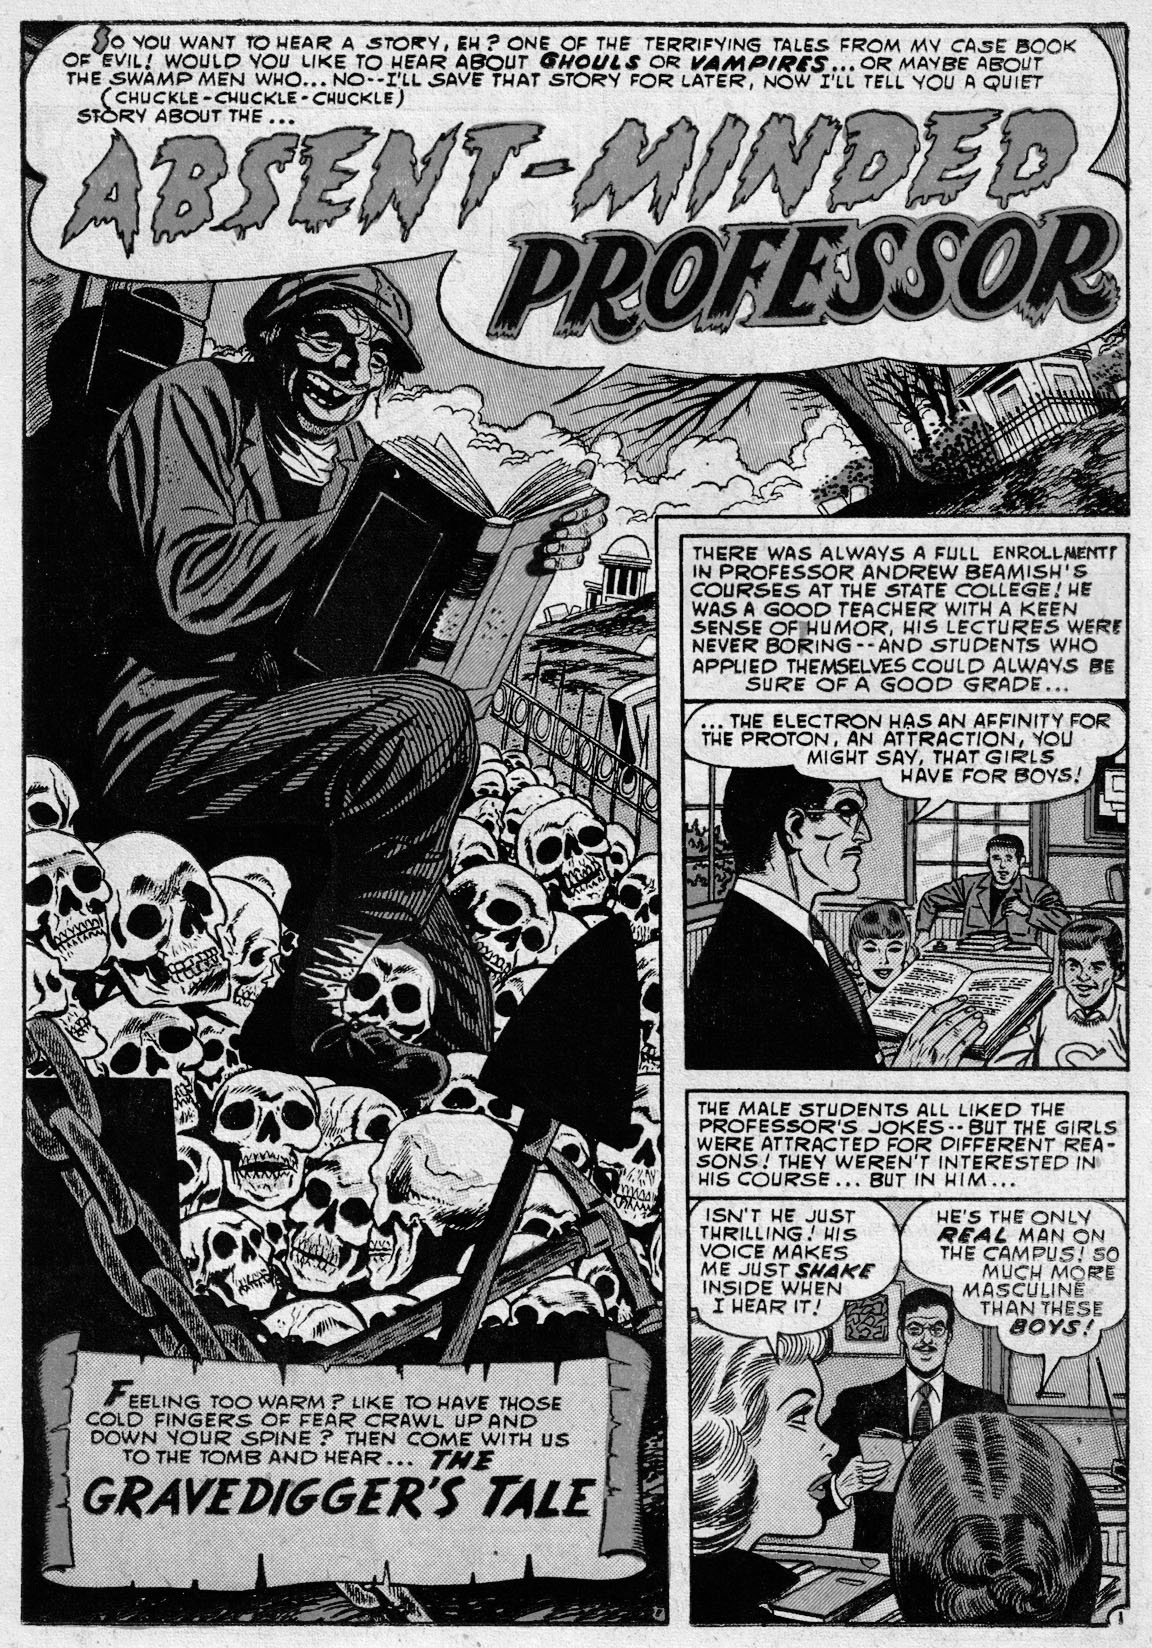 SO YOU WANT TO HEAR A STORY, EH? ONE OF THE TERRIFYING TALES FROM MY CASE BOOK
OF EVIL! WOULD YOU LIKE TO HEAR ABOUT GHOULS OR VAMPIRES... OR MAYBE ABOUT
THE SWAMP MEN WHO... NO--I'LL SAVE THAT STORY FOR LATER, NOW I'LL TELL YOU A QUIET
(CHUCKLE-CHUCKLE-CHUCKLE)
STORY ABOUT THE...
ABSENT-MINDED
PROFESSOR
FEELING TOO WARM? LIKE TO HAVE THOSE
COLD FINGERS OF FEAR CRAWL UP AND
DOWN YOUR SPINE? THEN COME WITH US
TO THE TOMB AND HEAR... THE
GRAVEDIGGER'S TALE
THERE WAS ALWAYS A FULL ENROLLMENT
IN PROFESSOR ANDREW BEAMISH'S
COURSES AT THE STATE COLLEGE! HE
WAS A GOOD TEACHER WITH A KEEN
SENSE OF HUMOR, HIS LECTURES WERE
NEVER BORING--AND STUDENTS WHO
APPLIED THEMSELVES COULD ALWAYS BE
SURE OF A GOOD GRADE...
...THE ELECTRON HAS AN AFFINITY FOR
THE PROTON, AN ATTRACTION, YOU
MIGHT SAY, THAT GIRLS
HAVE FOR BOYS!
S
THE MALE STUDENTS ALL LIKED THE
PROFESSOR'S JOKES--BUT THE GIRLS
WERE ATTRACTED FOR DIFFERENT REA-
SONS! THEY WEREN'T INTERESTED IN
HIS COURSE... BUT IN HIM...
ISN'T HE JUST
THRILLING! HIS
VOICE MAKES
ME JUST SHAKE
INSIDE WHEN
I HEAR IT!
HE'S THE ONLY
REAL MAN ON
THE CAMPUS! SO
MUCH MORE
MASCULINE
THAN THESE
BOYS!
1